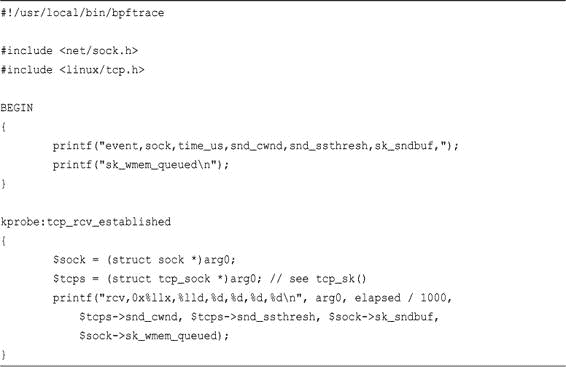 #!/usr/local/bin/bpftrace
#include <net/sock.h>
#include <linux/tcp.h>
BEGIN
{
printf("event,sock,time_us,snd_cwnd,snd_ssthresh,sk_sndbuf,");
printf("sk_wmem_queued\n");
}
kprobe:tcp_rcv_established
{
$sock = (struct sock *)arg0;
$tcps = (struct tcp_sock *)arg0; // see tcp_sk()
printf("rcv,0x%llx,%lld,%d,%d,%d,%d\n", arg0, elapsed / 1000,
$tcps->snd_cwnd, $tcps->snd_ssthresh, $sock->sk_sndbuf,
$sock->sk_wmem_queued);
}